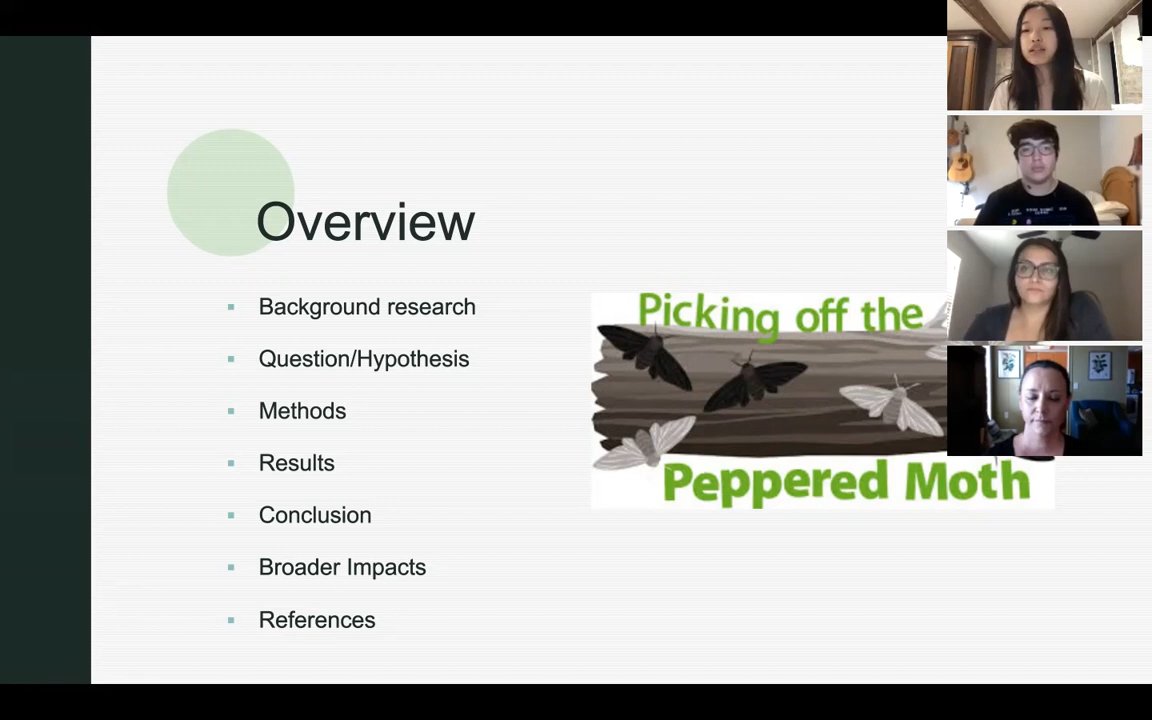 Overview
Background research
Question/Hypothesis
Methods
Results
Conclusion
Broader Impacts
References
Picking off the
Peppered Moth